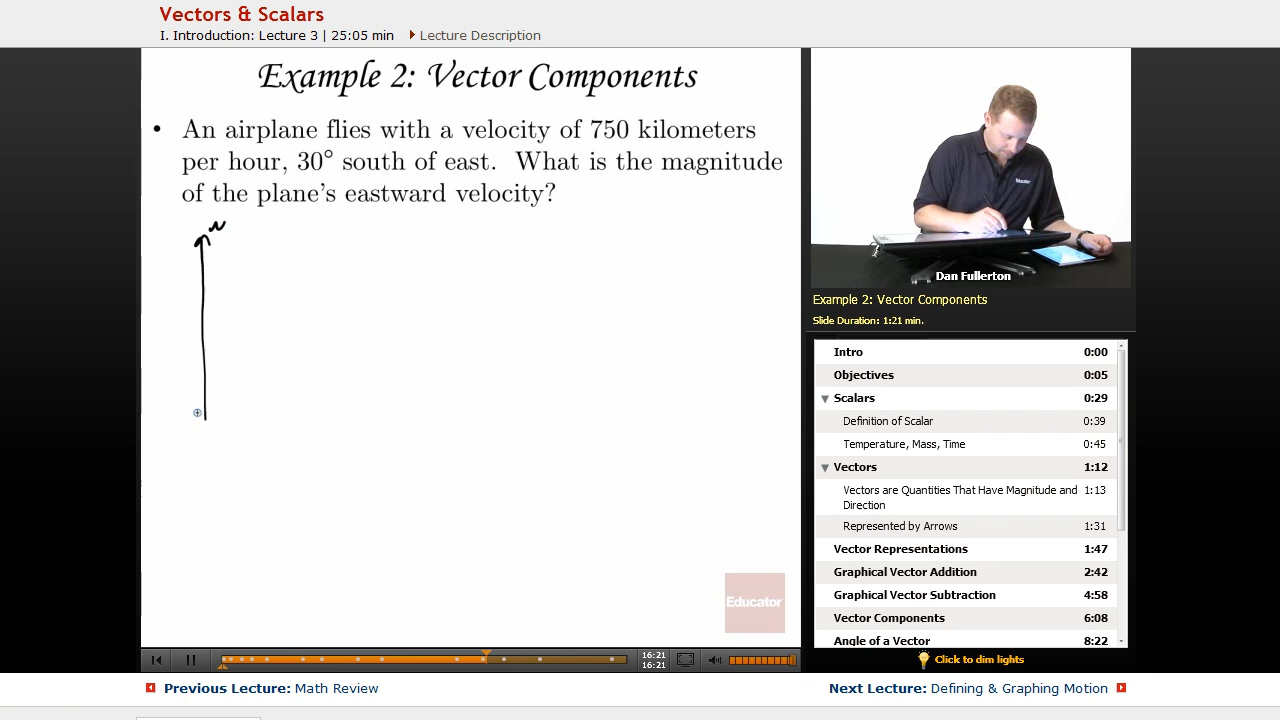 Vectors & Scalars
I. Introduction: Lecture 3 | 25:05 min Lecture Description
Example 2: Vector Components
• An airplane flies with a velocity of 750 kilometers
per hour, 30° south of east. What is the magnitude
of the plane's eastward velocity?
N
Educator
Educator
Dan Fullerton
Example 2: Vector Components
Slide Duration: 1:21 min.
Intro 0:00
Objectives 0:05
Scalars 0:29
Definition of Scalar 0:39
Temperature, Mass, Time 0:45
Vectors 1:12
Vectors are Quantities That Have Magnitude and 1:13
Direction
Represented by Arrows 1:31
Vector Representations 1:47
Graphical Vector Addition 2:42
Graphical Vector Subtraction 4:58
Vector Components 6:08
Angle of a Vector 8:22
16:21
16:21
Click to dim lights
Previous Lecture: Math Review
Next Lecture: Defining & Graphing Motion